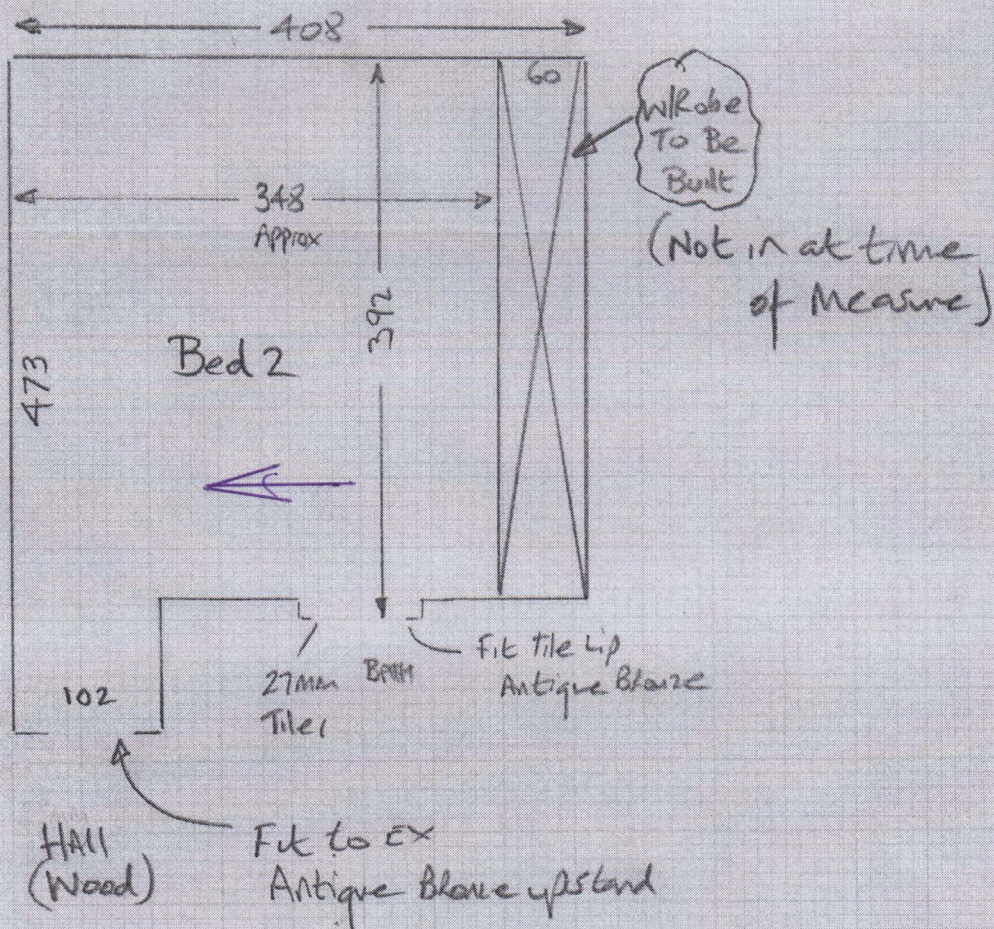 408
60
W/Robe
To Be
Built
(Not in at time
of Measure)
348
Approx
392
473
Bed 2
Fit Tile Lip
Antique Bronze
27mm
Tiles
BATH
102
HAll
(Wood)
Fit to Ex
Antique Bronze upstand